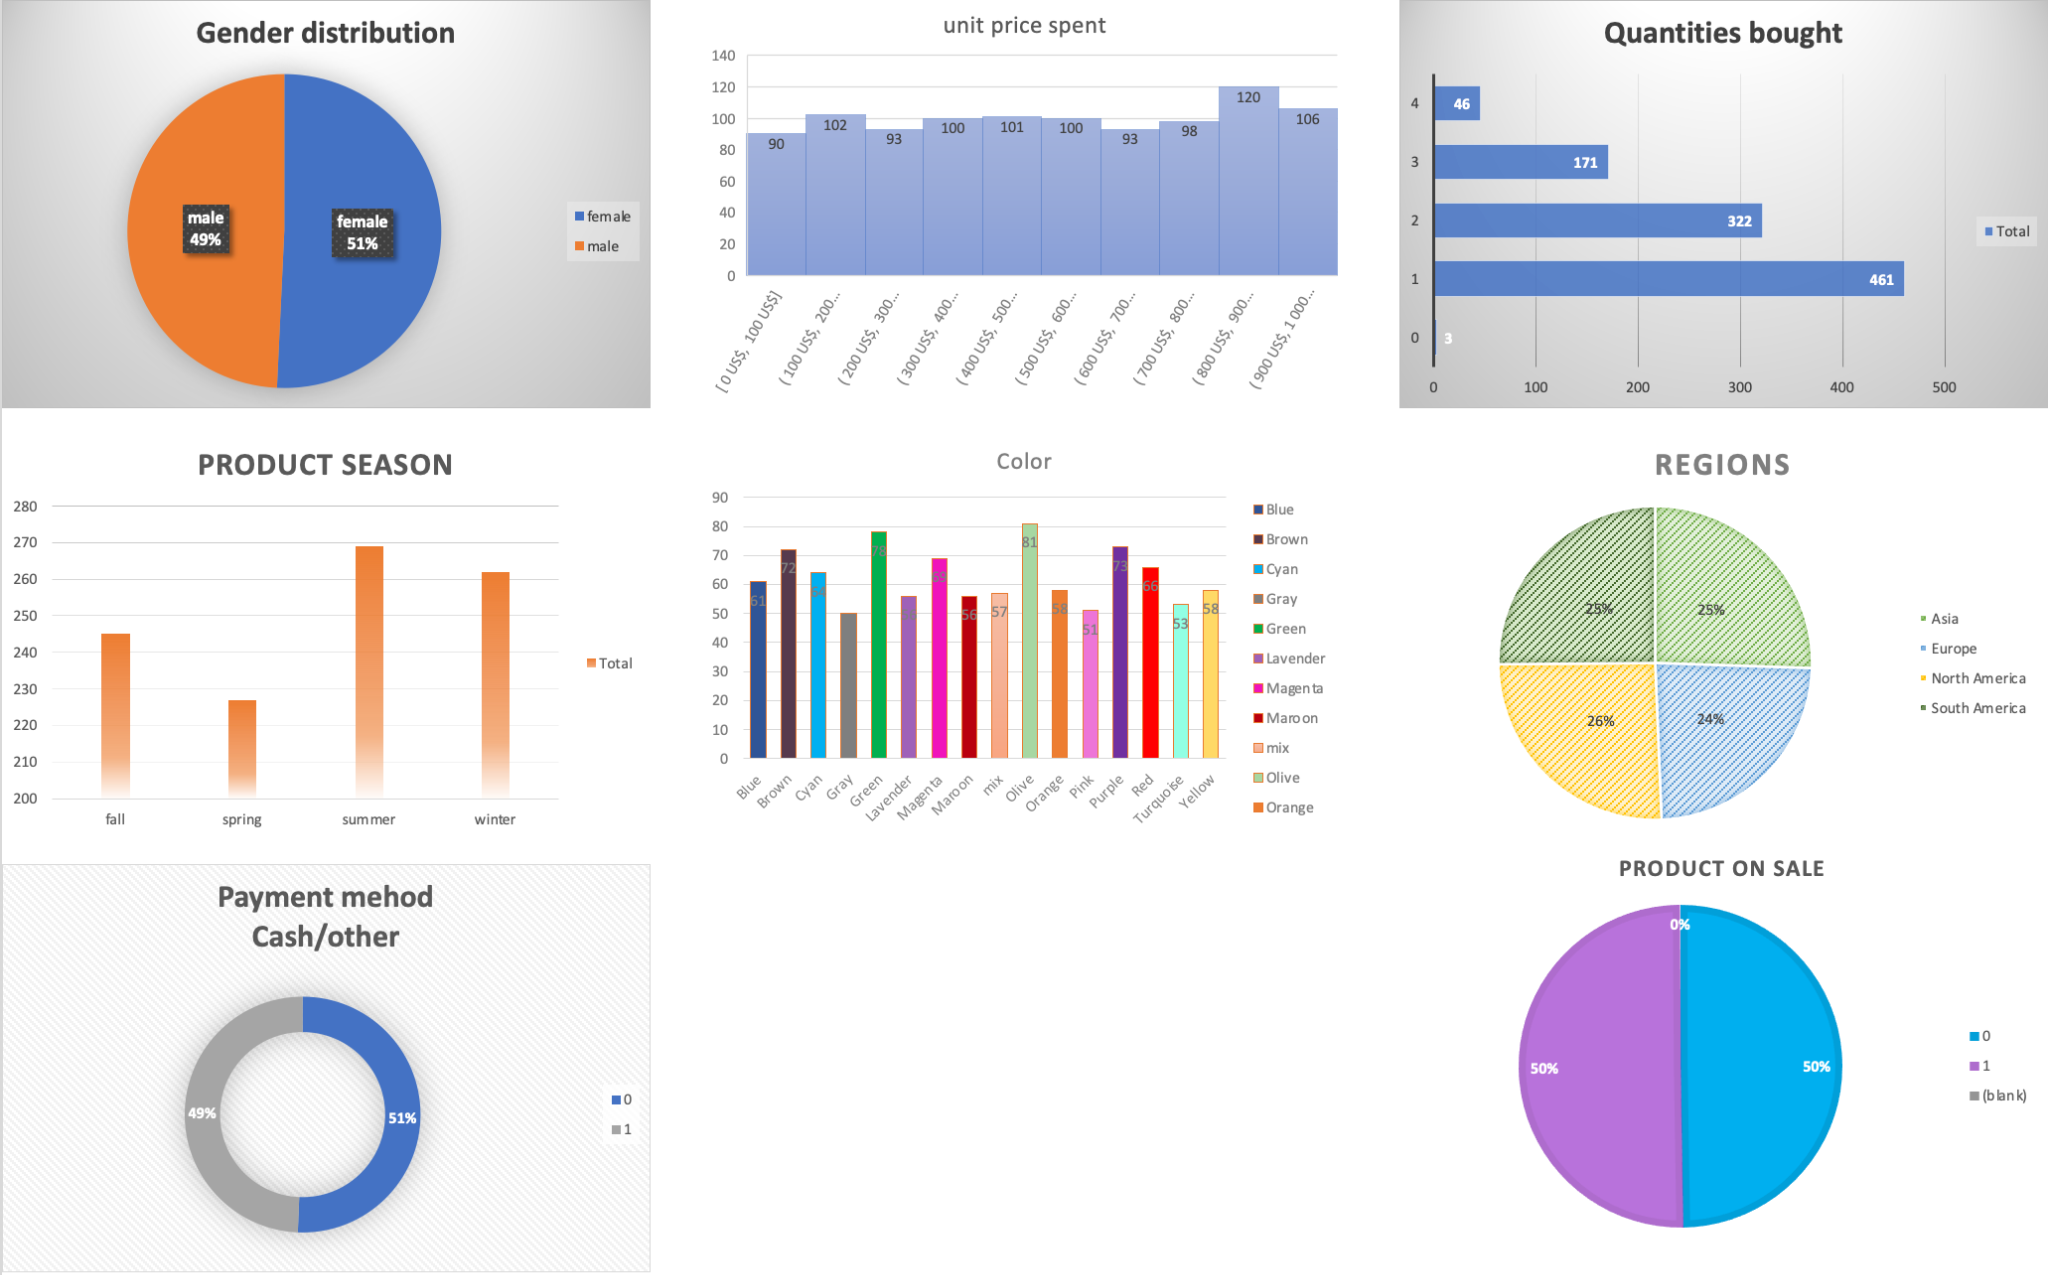 Gender distribution
male
49%
female
51%
female
male
unit price spent
140
120
100
80
60
40
20
0
90
102
93
100
101
100
93
98
120
106
[ 0 US$, 100 US$]
( 100 US$, 200...
( 200 US$, 300...
( 300 US$, 400...
( 400 US$, 500...
( 500 US$, 600...
( 600 US$, 700...
( 700 US$, 800...
( 800 US$, 900...
( 900 US$, 1 000...
Quantities bought
4
3
2
1
0
46
171
322
461
3
0
100
200
300
400
500
Total
PRODUCT SEASON
280
270
260
250
240
230
220
210
200
fall
spring
summer
winter
Total
Color
90
80
70
60
50
40
30
20
10
0
61
72
64
78
69
56
57
81
58
51
73
66
53
58
Blue
Brown
Cyan
Gray
Green
Lavender
Magenta
Maroon
mix
Olive
Orange
Pink
Purple
Red
Turquoise
Yellow
Blue
Brown
Cyan
Gray
Green
Lavender
Magenta
Maroon
mix
Olive
Orange
REGIONS
25%
25%
26%
24%
Asia
Europe
North America
South America
Payment mehod
Cash/other
49%
51%
0
1
PRODUCT ON SALE
0%
50%
50%
0
1
(blank)